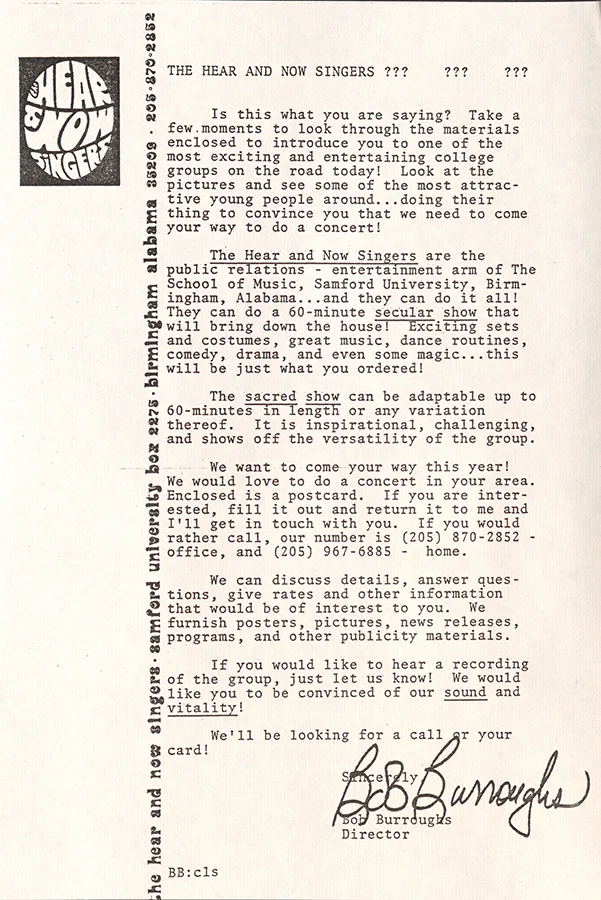 THE HEAR & NOW SINGERS
the hear and now singers · samford university box 2275 · birmingham alabama 35209 · 205-870-2852
THE HEAR AND NOW SINGERS ??? ??? ???
Is this what you are saying? Take a
few.moments to look through the materials
enclosed to introduce you to one of the
most exciting and entertaining college
groups on the road today! Look at the
pictures and see some of the most attrac-
tive young people around...doing their
thing to convince you that we need to come
your way to do a concert!
The Hear and Now Singers are the
public relations - entertainment arm of The
School of Music, Samford University, Birm-
ingham, Alabama...and they can do it all!
They can do a 60-minute secular show that
will bring down the house! Exciting sets
and costumes, great music, dance routines,
comedy, drama, and even some magic...this
will be just what you ordered!
The sacred show can be adaptable up to
60-minutes in length or any variation
thereof. It is inspirational, challenging,
and shows off the versatility of the group.
We want to come your way this year!
We would love to do a concert in your area.
Enclosed is a postcard. If you are inter-
ested, fill it out and return it to me and
I'll get in touch with you. If you would
rather call, our number is (205) 870-2852 -
office, and (205) 967-6885 - home.
We can discuss details, answer ques-
tions, give rates and other information
that would be of interest to you. We
furnish posters, pictures, news releases,
programs, and other publicity materials.
If you would like to hear a recording
of the group, just let us know! We would
like you to be convinced of our sound and
vitality!
We'll be looking for a call or your
card!
Sincerely,
Bob Burroughs
Bob Burroughs
Director
BB:cls